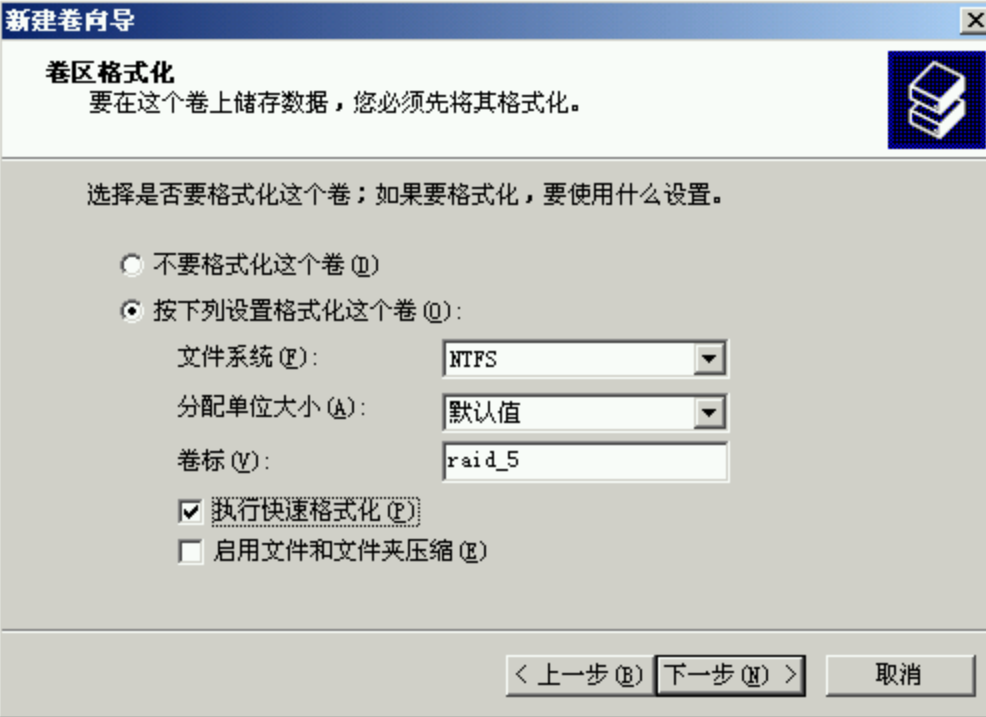 新建卷向导
卷区格式化
要在这个卷上储存数据，您必须先将其格式化。
选择是否要格式化这个卷；如果要格式化，要使用什么设置。
不要格式化这个卷(D)
按下列设置格式化这个卷(O):
文件系统(F): NTFS
分配单位大小(A): 默认值
卷标(V): raid_5
执行快速格式化(P)
启用文件和文件夹压缩(E)
< 上一步(B) 下一步(N) > 取消